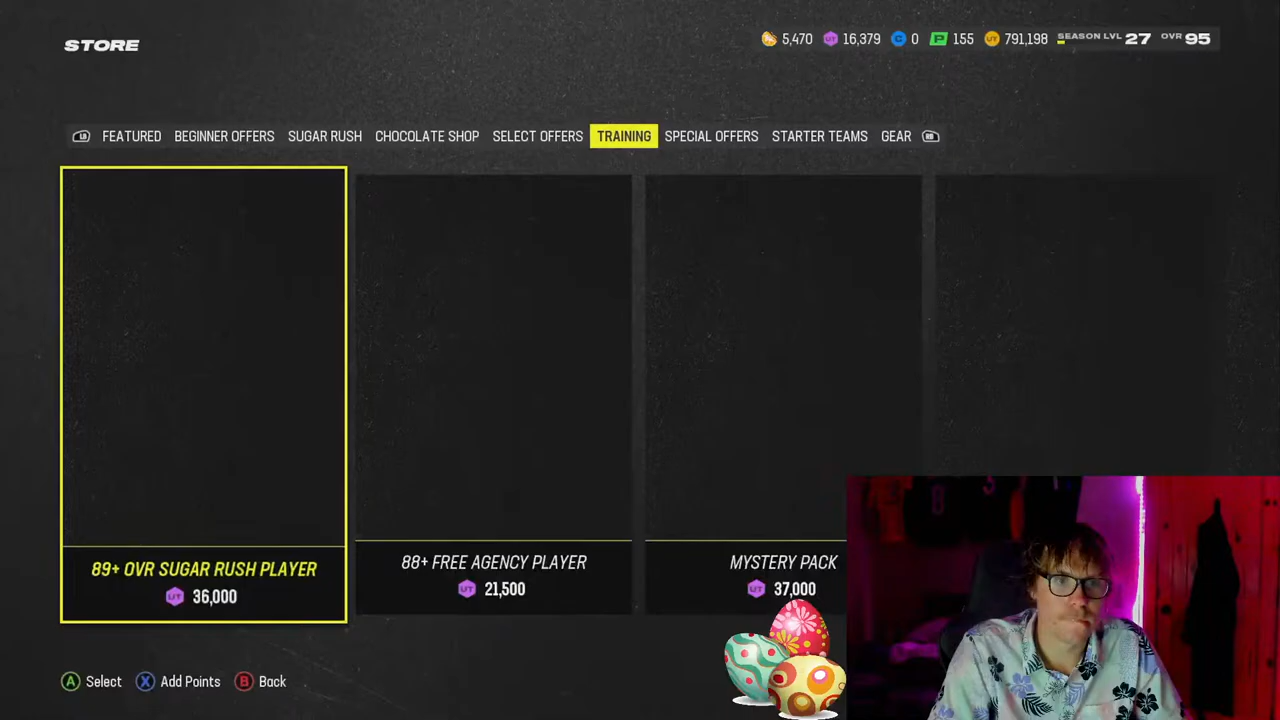 STORE
5,470 16,379 0 155 791,198 SEASON LVL 27 OVR 95
FEATURED BEGINNER OFFERS SUGAR RUSH CHOCOLATE SHOP SELECT OFFERS TRAINING SPECIAL OFFERS STARTER TEAMS GEAR
89+ OVR SUGAR RUSH PLAYER
36,000
88+ FREE AGENCY PLAYER
21,500
MYSTERY PACK
37,000
A Select X Add Points B Back